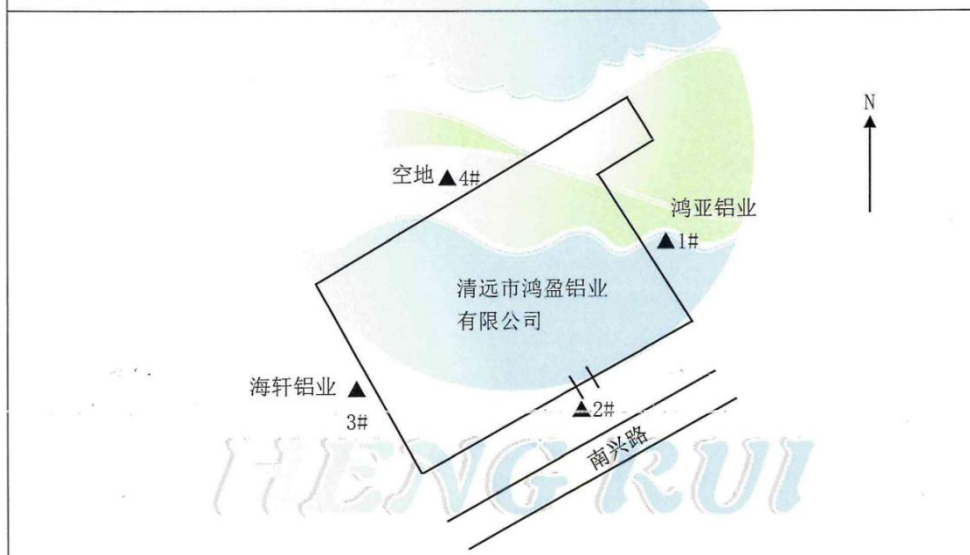 N
空地 ▲4#
鸿亚铝业
▲1#
清远市鸿盈铝业
有限公司
海轩铝业 ▲
3#
▲2#
南兴路
HENG RUI